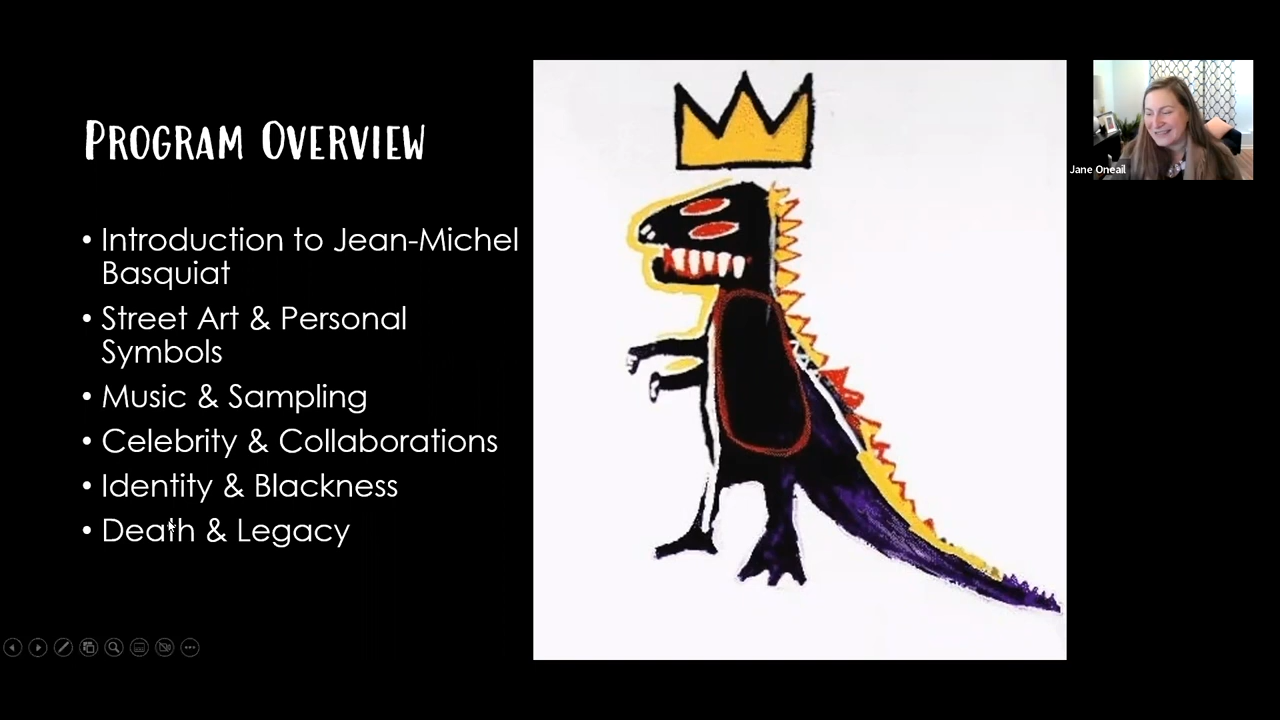 Program Overview
• Introduction to Jean-Michel
Basquiat
• Street Art & Personal
Symbols
• Music & Sampling
• Celebrity & Collaborations
• Identity & Blackness
• Death & Legacy
Jane Oneail